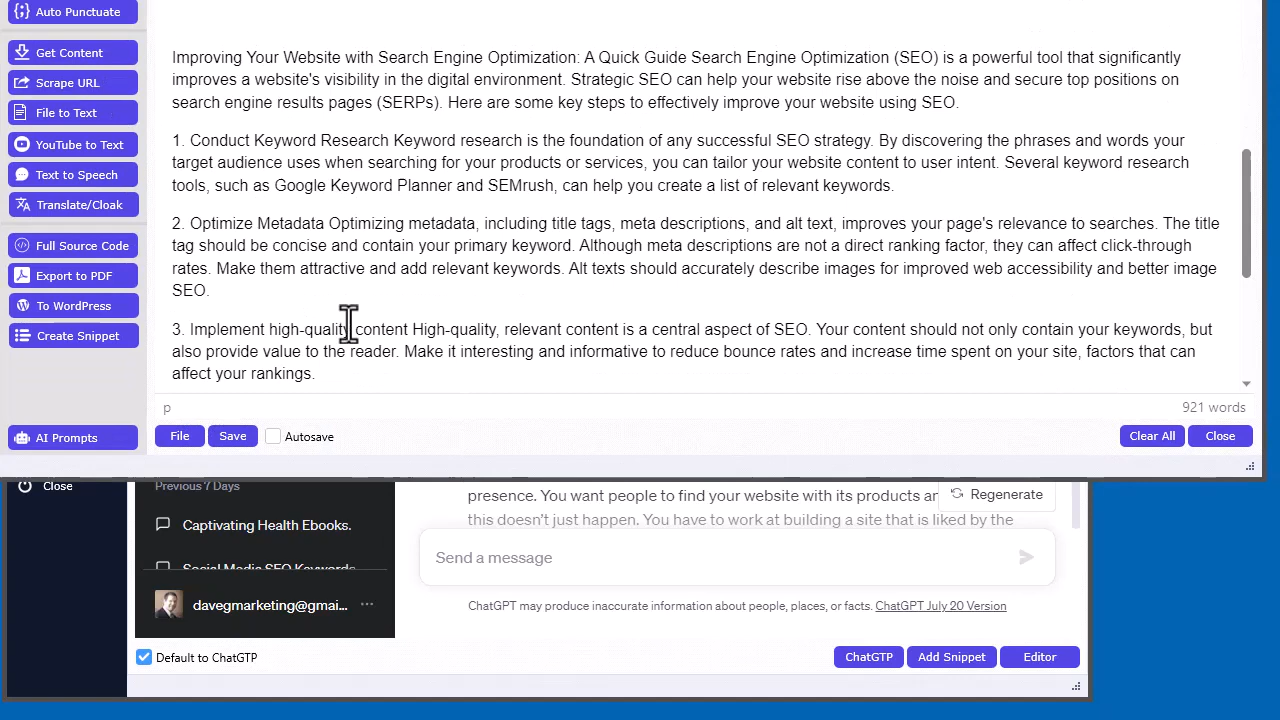 Auto Punctuate
Get Content
Scrape URL
File to Text
YouTube to Text
Text to Speech
Translate/Cloak
Full Source Code
Export to PDF
To WordPress
Create Snippet
AI Prompts
Improving Your Website with Search Engine Optimization: A Quick Guide Search Engine Optimization (SEO) is a powerful tool that significantly
improves a website's visibility in the digital environment. Strategic SEO can help your website rise above the noise and secure top positions on
search engine results pages (SERPs). Here are some key steps to effectively improve your website using SEO.
1. Conduct Keyword Research Keyword research is the foundation of any successful SEO strategy. By discovering the phrases and words your
target audience uses when searching for your products or services, you can tailor your website content to user intent. Several keyword research
tools, such as Google Keyword Planner and SEMrush, can help you create a list of relevant keywords.
2. Optimize Metadata Optimizing metadata, including title tags, meta descriptions, and alt text, improves your page's relevance to searches. The title
tag should be concise and contain your primary keyword. Although meta descriptions are not a direct ranking factor, they can affect click-through
rates. Make them attractive and add relevant keywords. Alt texts should accurately describe images for improved web accessibility and better image
SEO.
3. Implement high-quality content High-quality, relevant content is a central aspect of SEO. Your content should not only contain your keywords, but
also provide value to the reader. Make it interesting and informative to reduce bounce rates and increase time spent on your site, factors that can
affect your rankings.
p
921 words
File
Save
Autosave
Clear All
Close
Close
Previous 7 Days
Captivating Health Ebooks.
Social Media SEO Keywords
davegmarketing@gmai...
presence. You want people to find your website with its products an
Regenerate
this doesn't just happen. You have to work at building a site that is liked by the
Send a message
ChatGPT may produce inaccurate information about people, places, or facts. ChatGPT July 20 Version
Default to ChatGTP
ChatGTP
Add Snippet
Editor